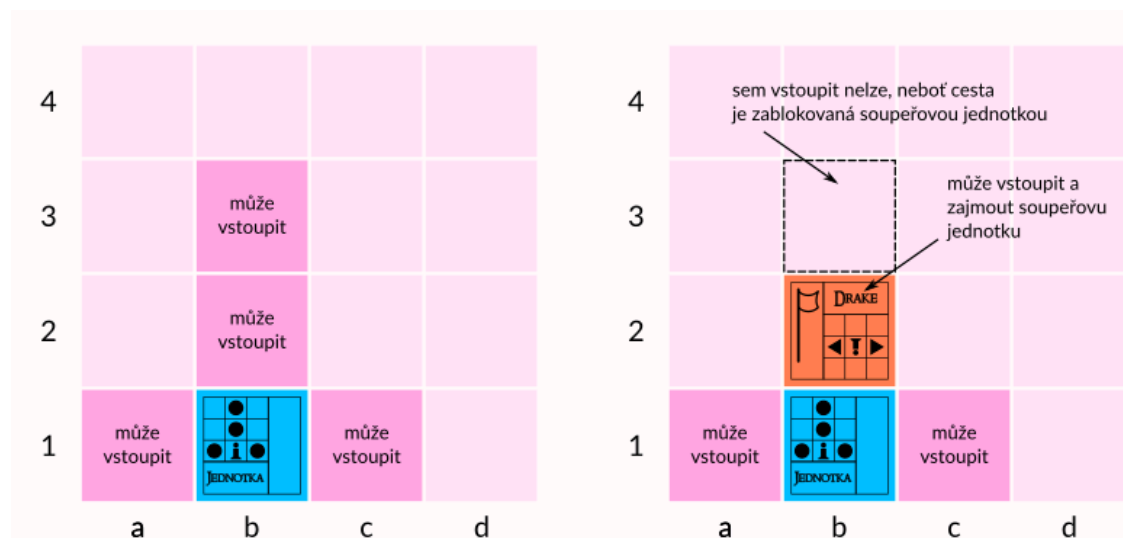 4
3
2
1
může
vstoupit
může
vstoupit
může
vstoupit
JEDNOTKA
může
vstoupit
a
b
c
d
4
3
2
1
sem vstoupit nelze, neboť cesta
je zablokovaná soupeřovou jednotkou
může vstoupit a
zajmout soupeřovu
jednotku
DRAKE
může
vstoupit
JEDNOTKA
může
vstoupit
a
b
c
d